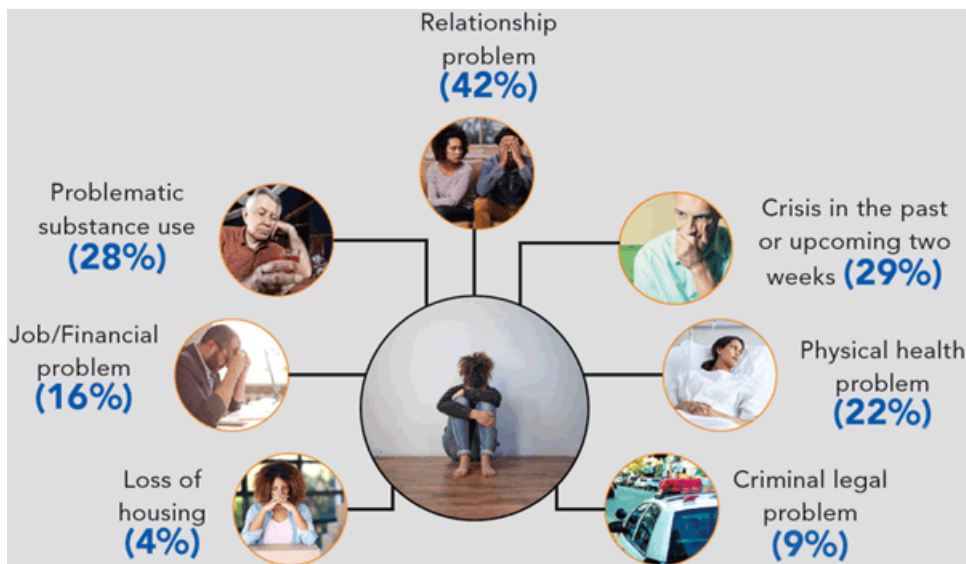 Relationship
problem
(42%)
Problematic
substance use
(28%)
Crisis in the past
or upcoming two
weeks (29%)
Job/Financial
problem
(16%)
Physical health
problem
(22%)
Loss of
housing
(4%)
Criminal legal
problem
(9%)